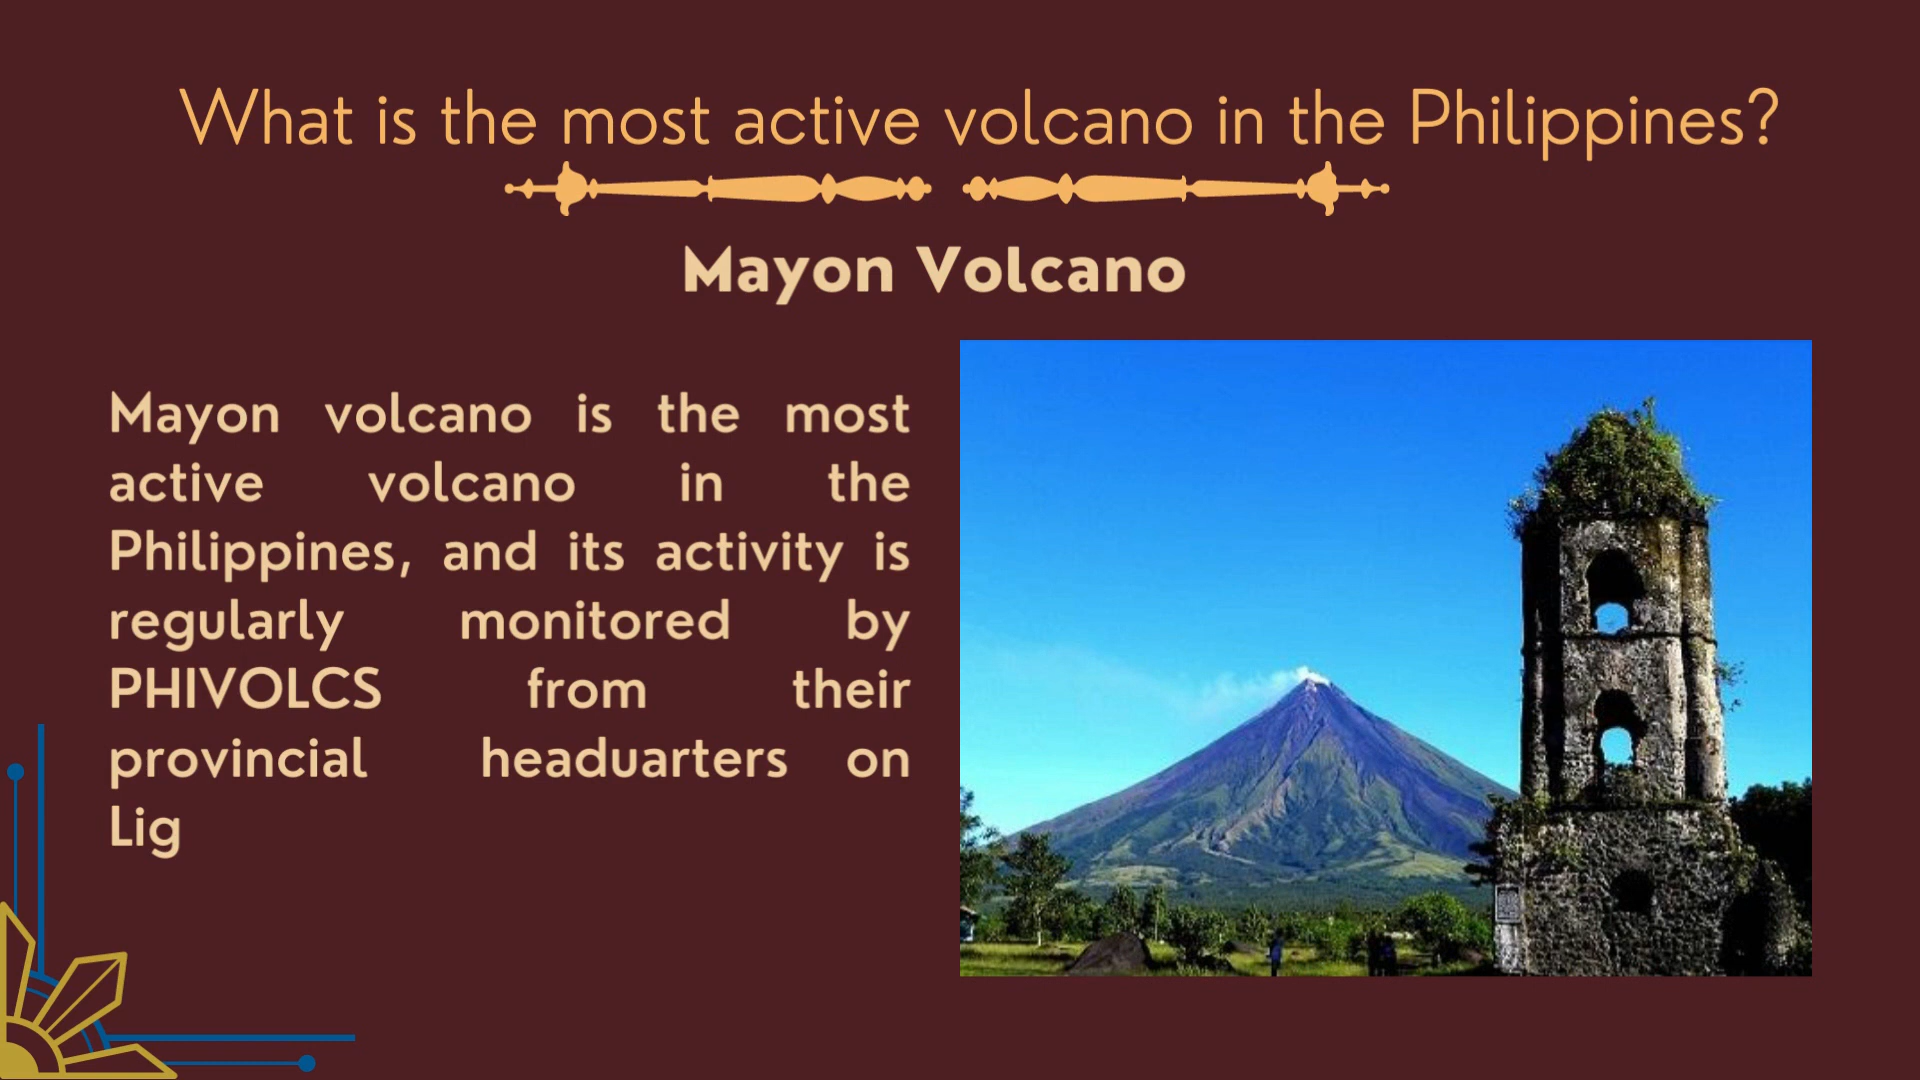 What is the most active volcano in the Philippines?
Mayon Volcano
Mayon volcano is the most
active volcano in the
Philippines, and its activity is
regularly monitored by
PHIVOLCS from their
provincial headuarters on
Lig